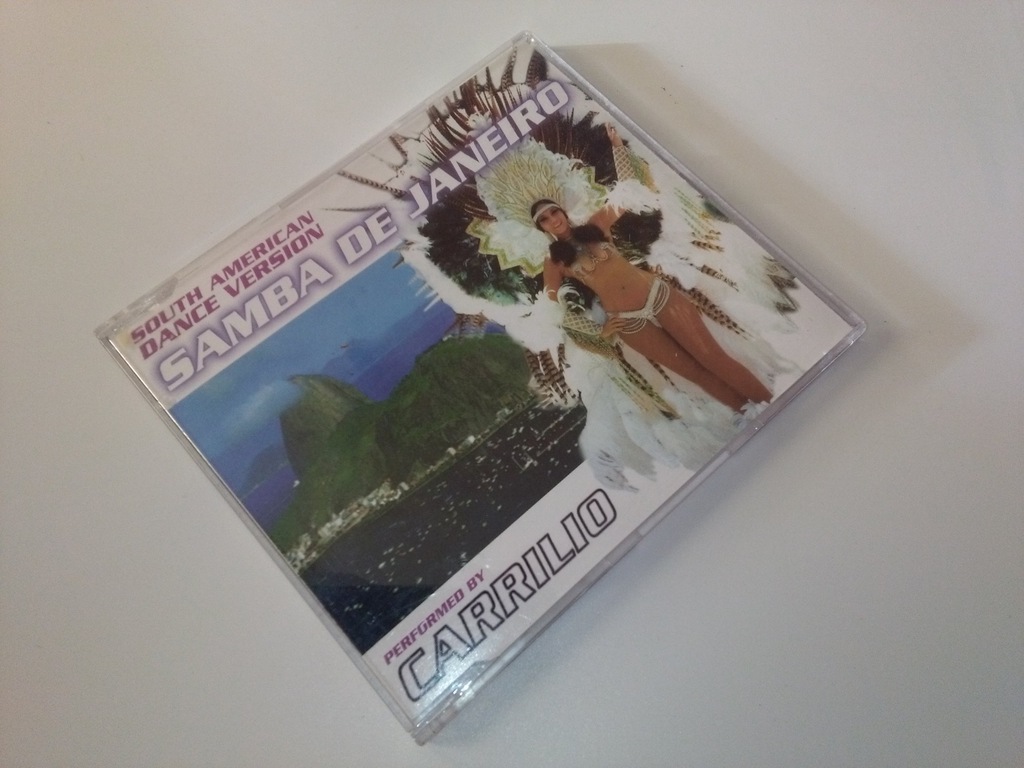 SOUTH AMERICAN
DANCE VERSION
SAMBA DE JANEIRO
PERFORMED BY
CARRILIO